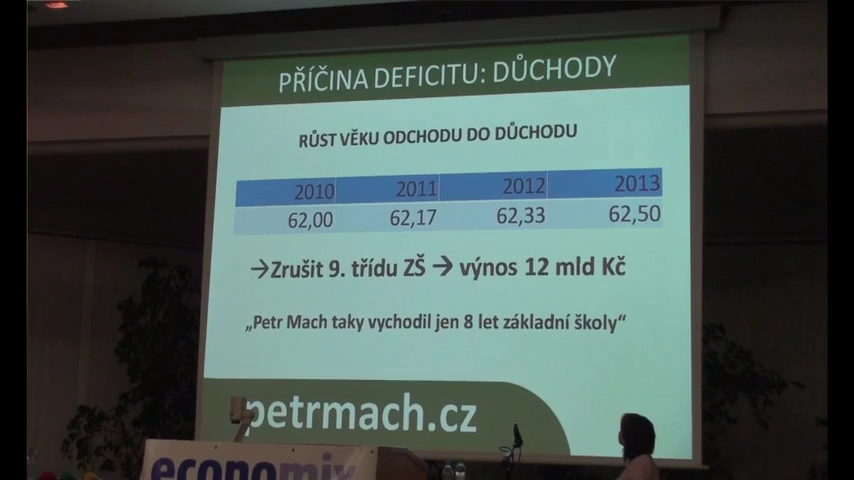 PŘÍČINA DEFICITU: DŮCHODY
RŮST VĚKU ODCHODU DO DŮCHODU
2010 2011 2012 2013
62,00 62,17 62,33 62,50
→Zrušit 9. třídu ZŠ → výnos 12 mld Kč
„Petr Mach taky vychodil jen 8 let základní školy“
petrmach.cz
economix